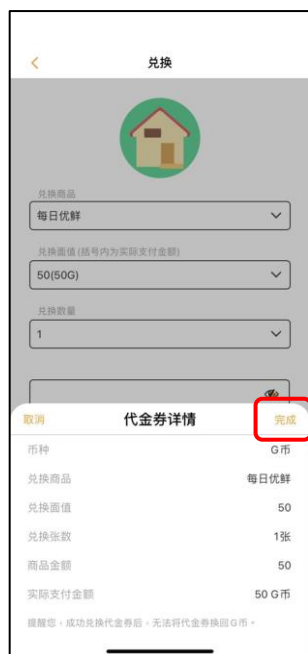 兑换
兑换商品
每日优鲜
兑换面值(括号内为实际支付金额)
50(50G)
兑换数量
1
取消 代金券详情 完成
币种 G币
兑换商品 每日优鲜
兑换面值 50
兑换张数 1张
商品金额 50
实际支付金额 50 G币
提醒您，成功兑换代金券后，无法将代金券换回G币。